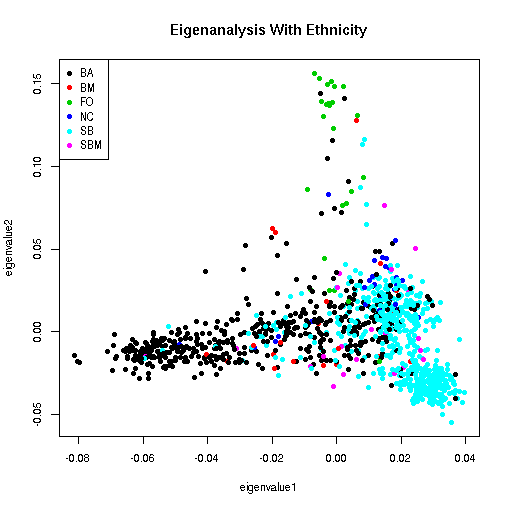 Eigenanalysis With Ethnicity
BA
BM
FO
NC
SB
SBM
0.15
0.10
0.05
0.00
-0.05
eigenvalue2
-0.08 -0.06 -0.04 -0.02 0.00 0.02 0.04
eigenvalue1